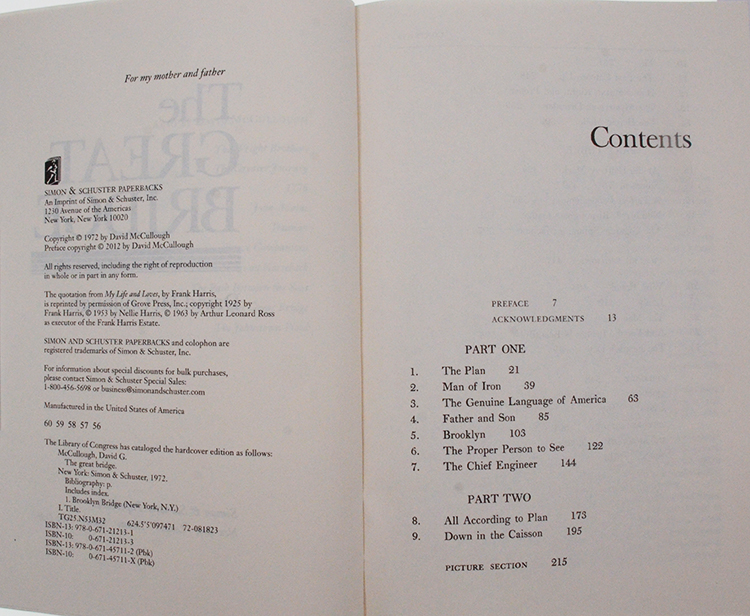 For my mother and father
The
GREAT
BRIDGE
SIMON & SCHUSTER PAPERBACKS
An Imprint of Simon & Schuster, Inc.
1230 Avenue of the Americas
New York, New York 10020
Copyright © 1972 by David McCullough
Preface copyright © 2012 by David McCullough
All rights reserved, including the right of reproduction
in whole or in part in any form.
The quotation from My Life and Loves, by Frank Harris,
is reprinted by permission of Grove Press, Inc.; copyright 1925 by
Frank Harris, © 1953 by Nellie Harris, © 1963 by Arthur Leonard Ross
as executor of the Frank Harris Estate.
SIMON AND SCHUSTER PAPERBACKS and colophon are
registered trademarks of Simon & Schuster, Inc.
For information about special discounts for bulk purchases,
please contact Simon & Schuster Special Sales:
1-800-456-5698 or business@simonandschuster.com
Manufactured in the United States of America
60 59 58 57 56
The Library of Congress has cataloged the hardcover edition as follows:
McCullough, David G.
The great bridge.
New York: Simon & Schuster, 1972.
Bibliography: p.
Includes index.
1. Brooklyn Bridge (New York, N.Y.)
I. Title.
TG25.N53M32 624.5'5'097471 72-081823
ISBN-13: 978-0-671-21213-1
ISBN-10: 0-671-21213-3
ISBN-13: 978-0-671-45711-2 (Pbk)
ISBN-10: 0-671-45711-X (Pbk)
Contents
PREFACE 7
ACKNOWLEDGMENTS 13
PART ONE
1. The Plan 21
2. Man of Iron 39
3. The Genuine Language of America 63
4. Father and Son 85
5. Brooklyn 103
6. The Proper Person to See 122
7. The Chief Engineer 144
PART TWO
8. All According to Plan 173
9. Down in the Caisson 195
PICTURE SECTION 215